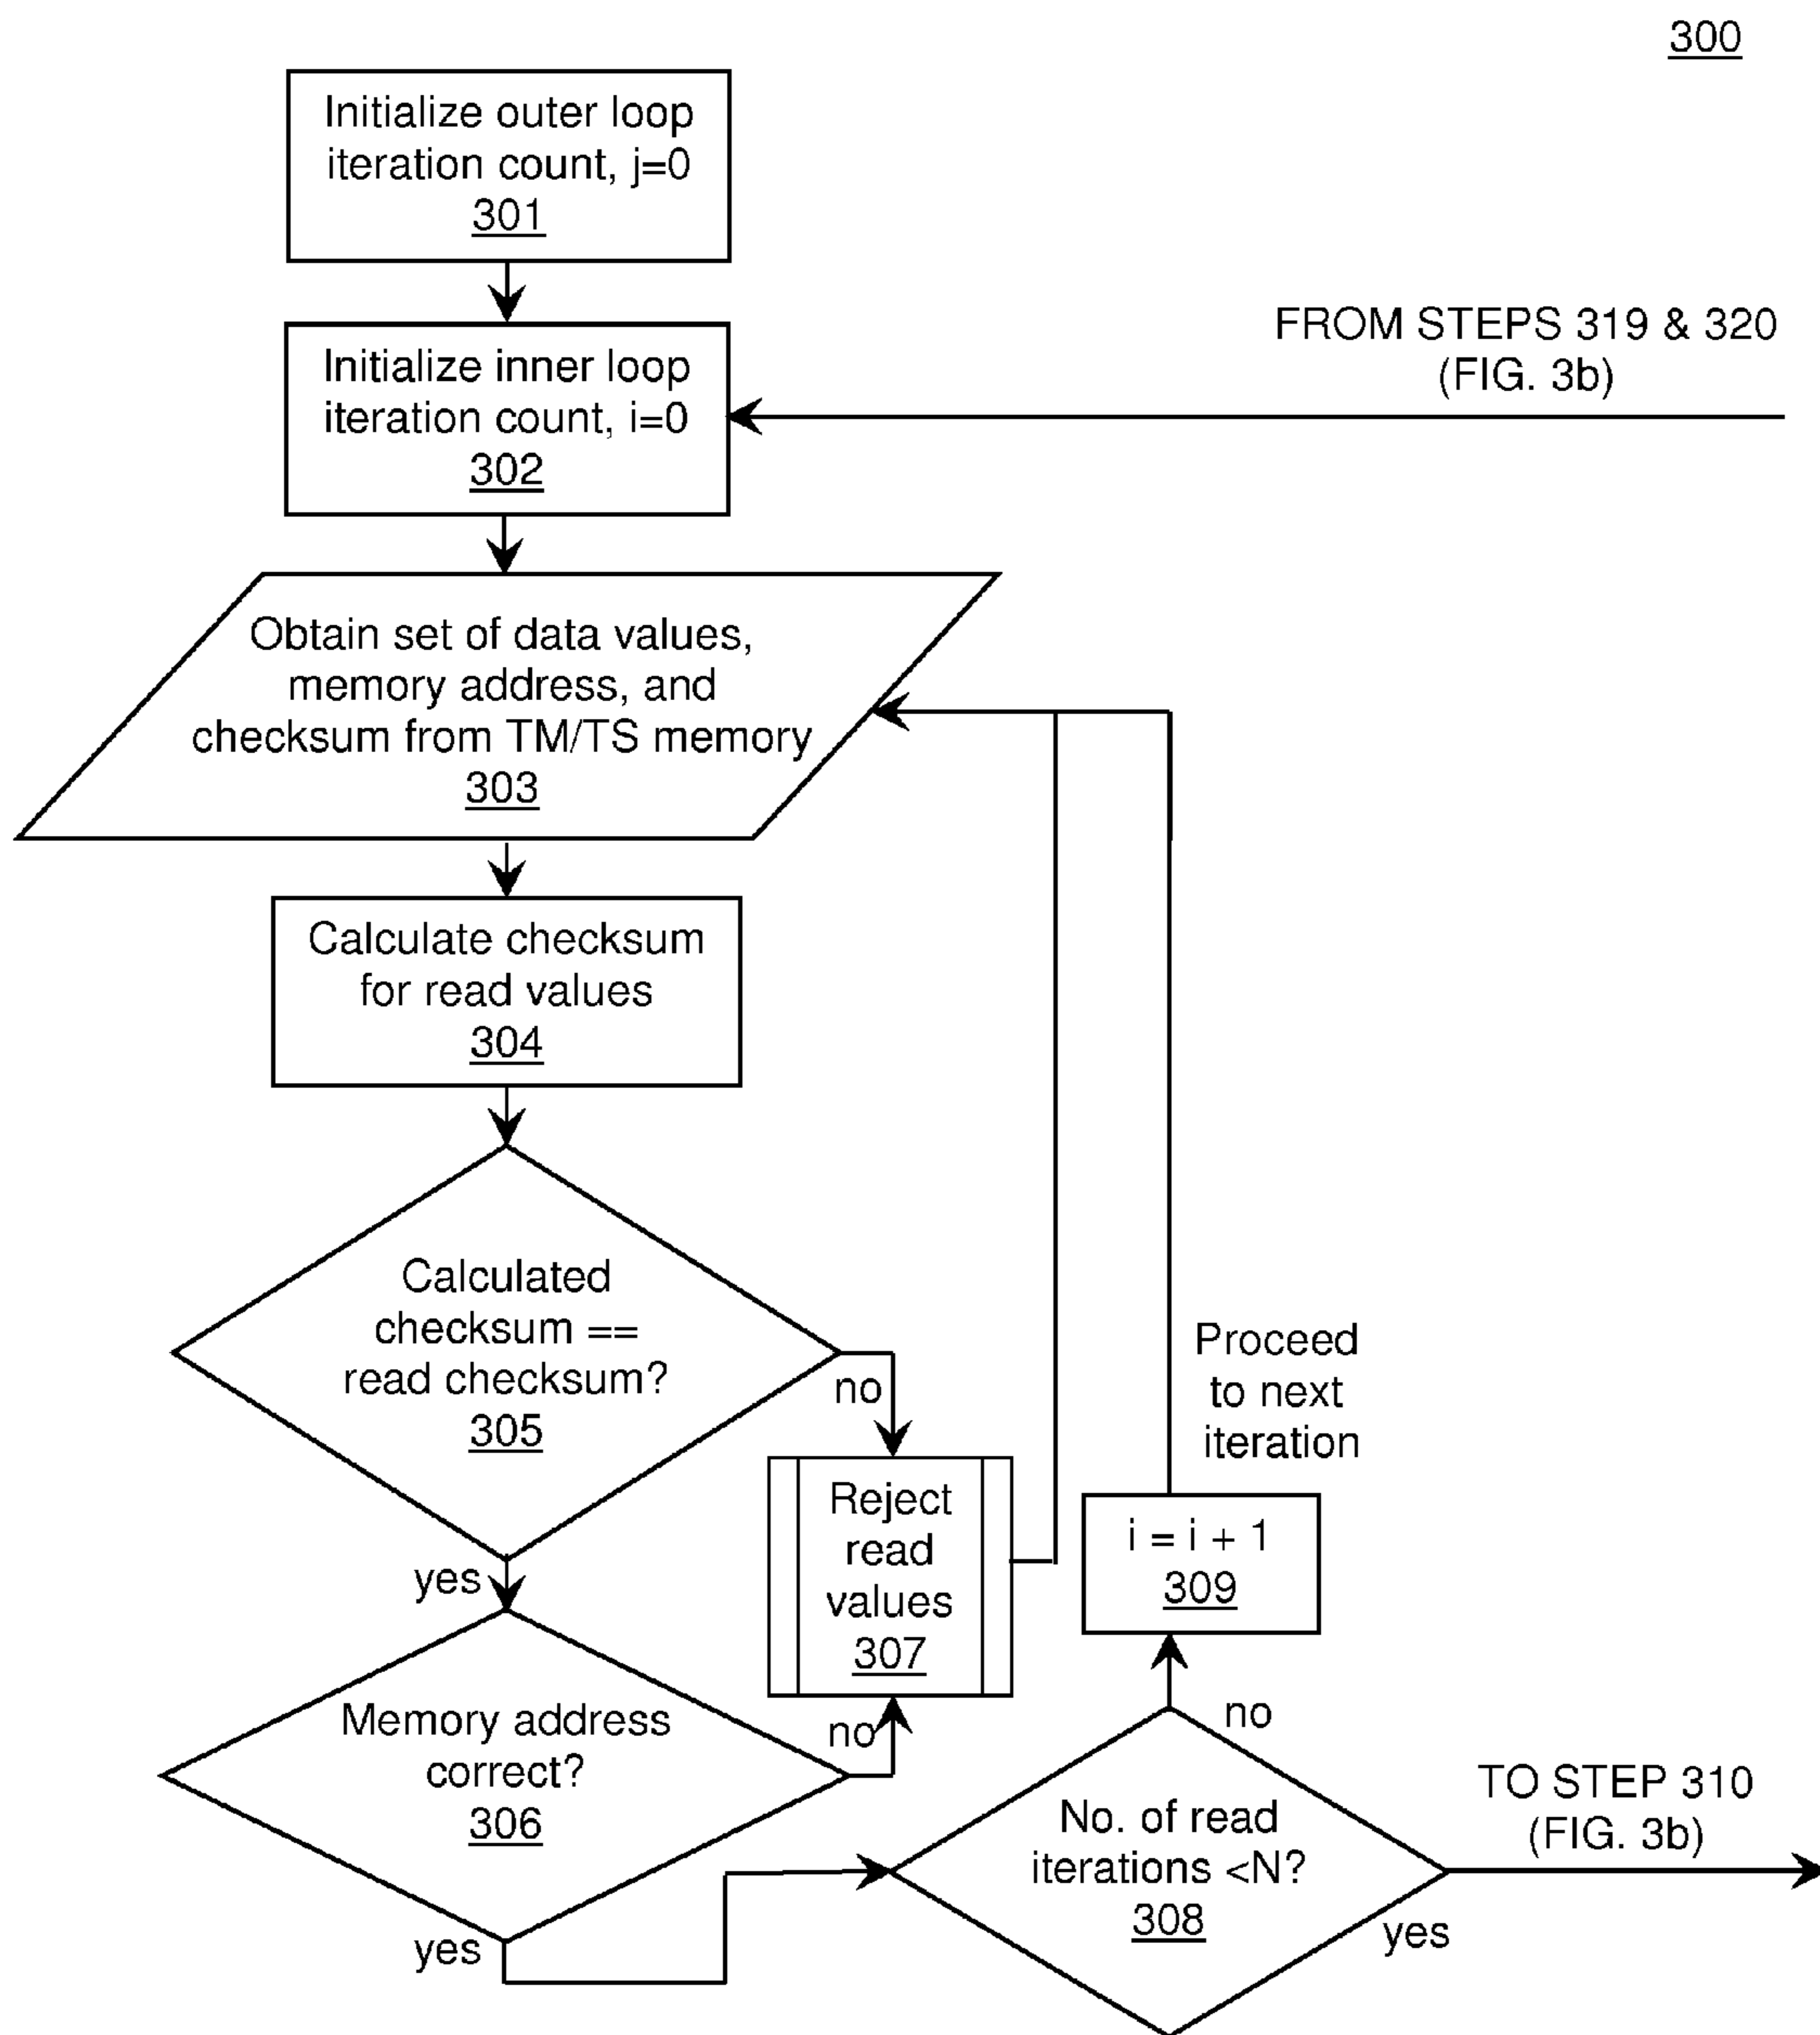 300
Initialize outer loop
iteration count, j=0
301
Initialize inner loop
iteration count, i=0
302
FROM STEPS 319 & 320
(FIG. 3b)
Obtain set of data values,
memory address, and
checksum from TM/TS memory
303
Calculate checksum
for read values
304
Calculated
checksum ==
read checksum?
305
no
yes
Proceed
to next
iteration
Reject
read
values
307
i = i + 1
309
Memory address
correct?
306
no
yes
no
No. of read
iterations <N?
308
yes
TO STEP 310
(FIG. 3b)